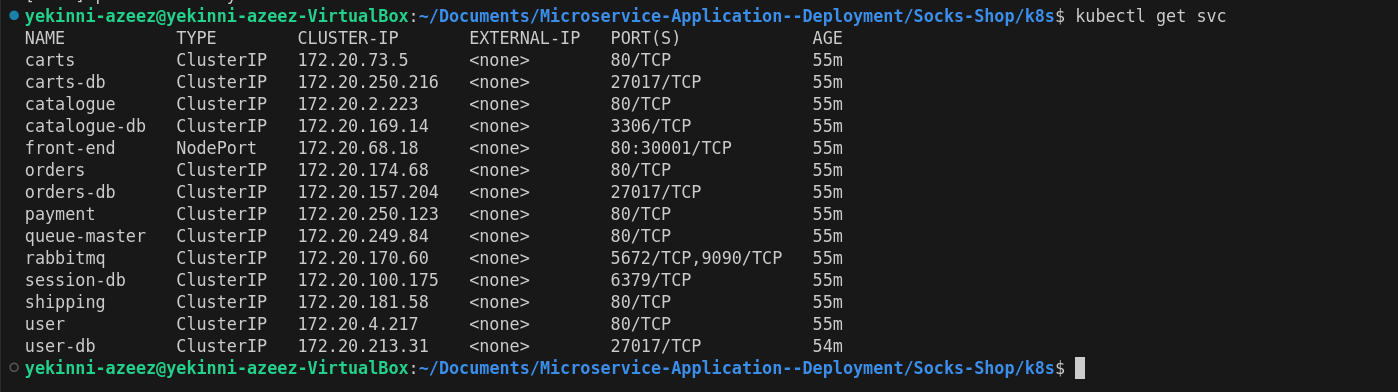 yekinni-azeez@yekinni-azeez-VirtualBox:~/Documents/Microservice-Application--Deployment/Socks-Shop/k8s$ kubectl get svc
NAME TYPE CLUSTER-IP EXTERNAL-IP PORT(S) AGE
carts ClusterIP 172.20.73.5 <none> 80/TCP 55m
carts-db ClusterIP 172.20.250.216 <none> 27017/TCP 55m
catalogue ClusterIP 172.20.2.223 <none> 80/TCP 55m
catalogue-db ClusterIP 172.20.169.14 <none> 3306/TCP 55m
front-end NodePort 172.20.68.18 <none> 80:30001/TCP 55m
orders ClusterIP 172.20.174.68 <none> 80/TCP 55m
orders-db ClusterIP 172.20.157.204 <none> 27017/TCP 55m
payment ClusterIP 172.20.250.123 <none> 80/TCP 55m
queue-master ClusterIP 172.20.249.84 <none> 80/TCP 55m
rabbitmq ClusterIP 172.20.170.60 <none> 5672/TCP,9090/TCP 55m
session-db ClusterIP 172.20.100.175 <none> 6379/TCP 55m
shipping ClusterIP 172.20.181.58 <none> 80/TCP 55m
user ClusterIP 172.20.4.217 <none> 80/TCP 55m
user-db ClusterIP 172.20.213.31 <none> 27017/TCP 54m
yekinni-azeez@yekinni-azeez-VirtualBox:~/Documents/Microservice-Application--Deployment/Socks-Shop/k8s$